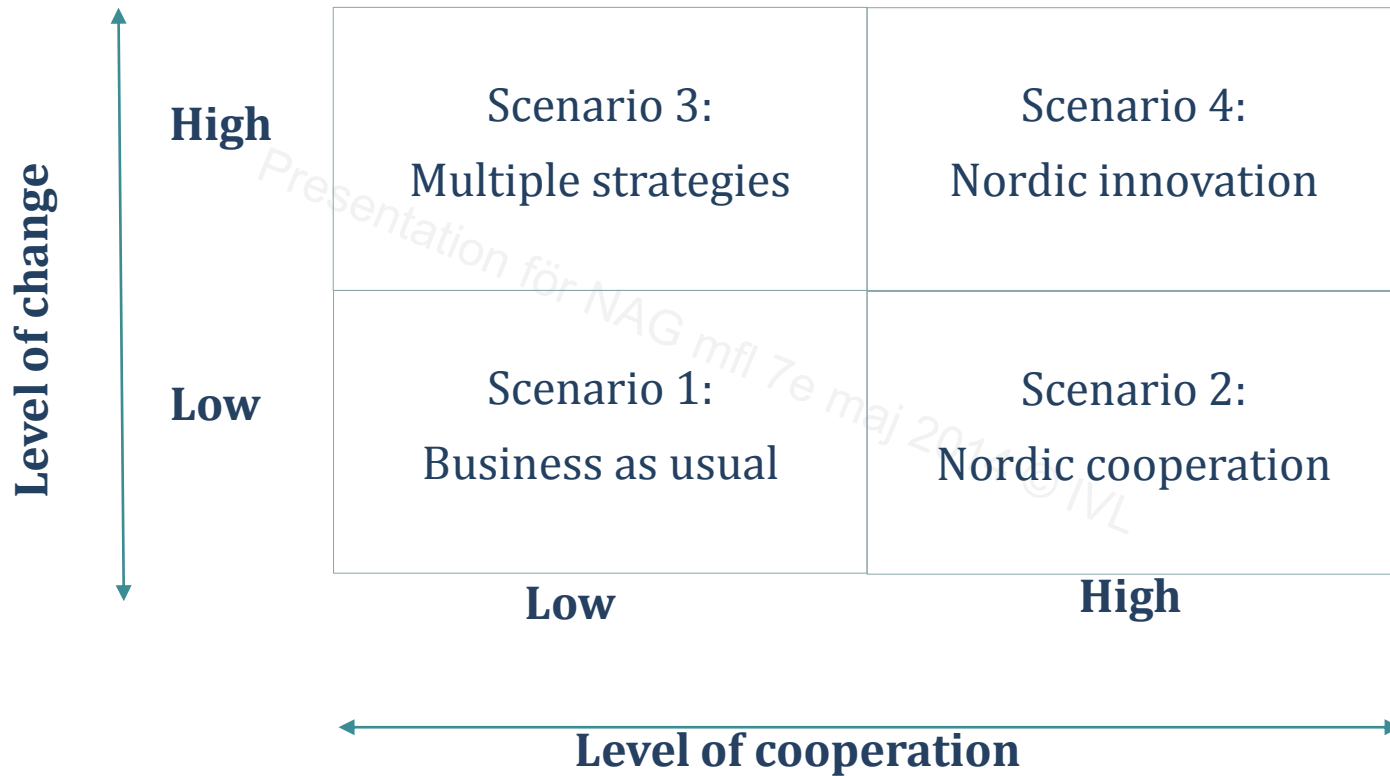 Level of change
High
Scenario 3:
Multiple strategies
Scenario 4:
Nordic innovation
Low
Scenario 1:
Business as usual
Scenario 2:
Nordic cooperation
Low
High
Level of cooperation
Presentation för NAG mfl 7e maj 2014 © IVL